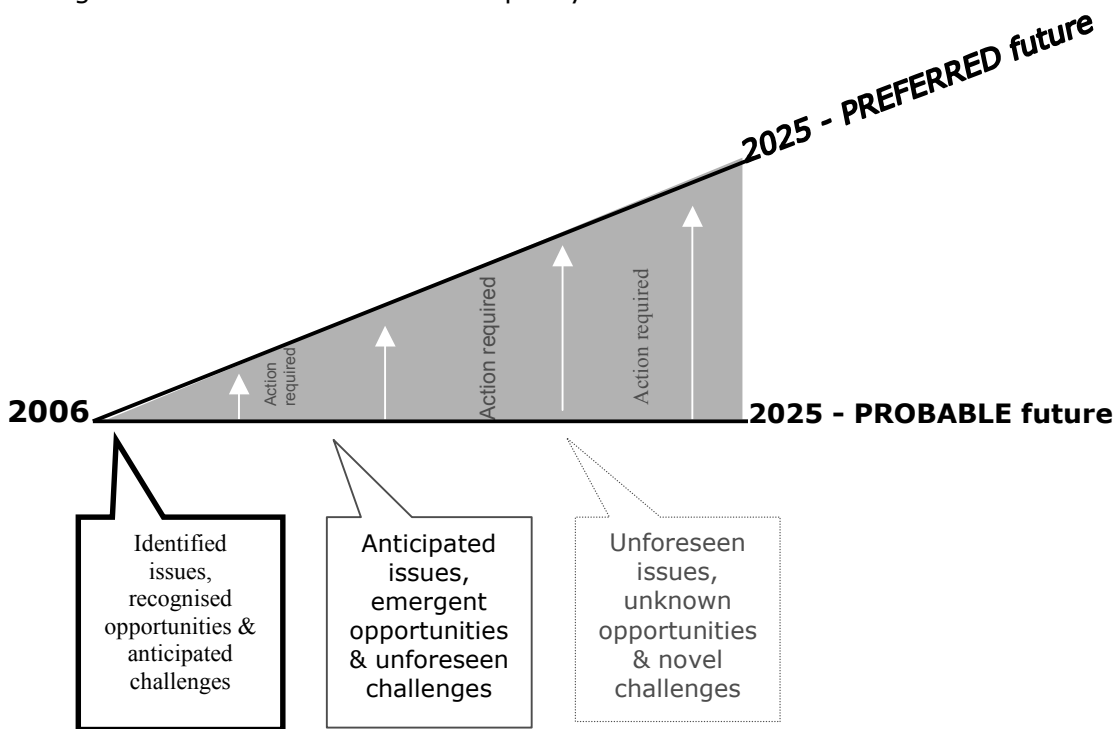 2025 - PREFERRED future
Action
required
Action required
Action required
2006
2025 - PROBABLE future
Identified
issues,
recognised
opportunities &
anticipated
challenges
Anticipated
issues,
emergent
opportunities
& unforeseen
challenges
Unforeseen
issues,
unknown
opportunities
& novel
challenges